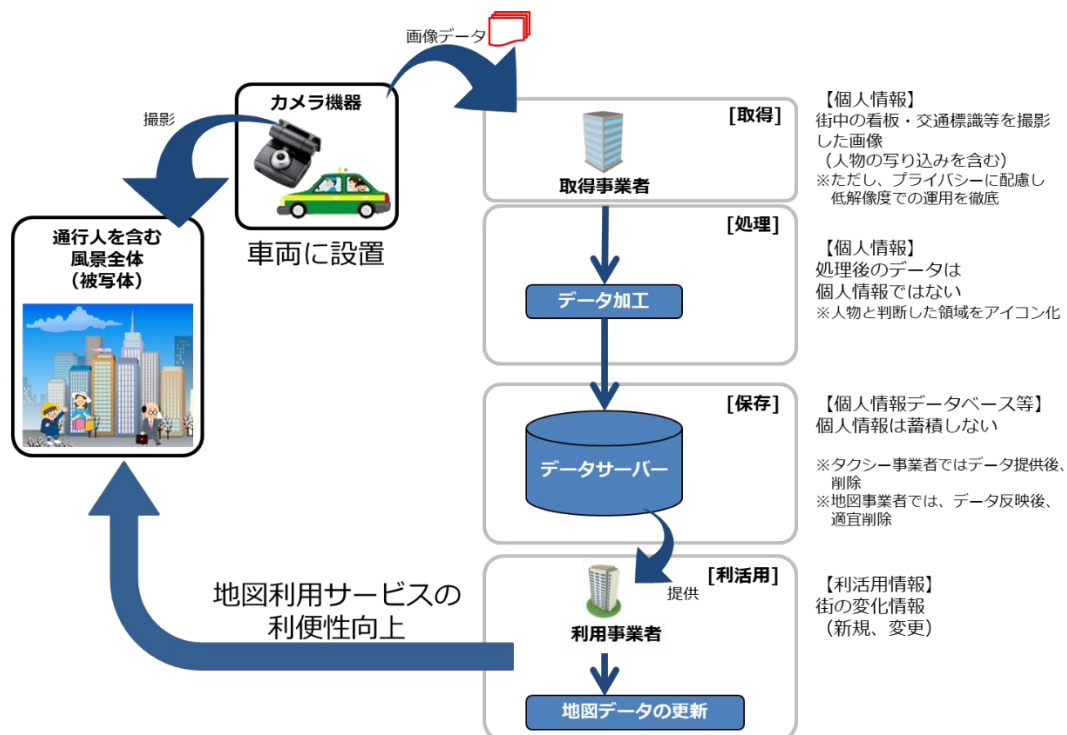 画像データ
カメラ機器
撮影
車両に設置
通行人を含む
風景全体
(被写体)
[取得]
取得事業者
【個人情報】
街中の看板・交通標識等を撮影
した画像
(人物の写り込みを含む)
※ただし、プライバシーに配慮し
低解像度での運用を徹底
[処理]
データ加工
【個人情報】
処理後のデータは
個人情報ではない
※人物と判断した領域をアイコン化
[保存]
データサーバー
【個人情報データベース等】
個人情報は蓄積しない
※タクシー事業者ではデータ提供後、
削除
※地図事業者では、データ反映後、
適宜削除
[利活用]
提供
利用事業者
地図データの更新
【利活用情報】
街の変化情報
(新規、変更)
地図利用サービスの
利便性向上